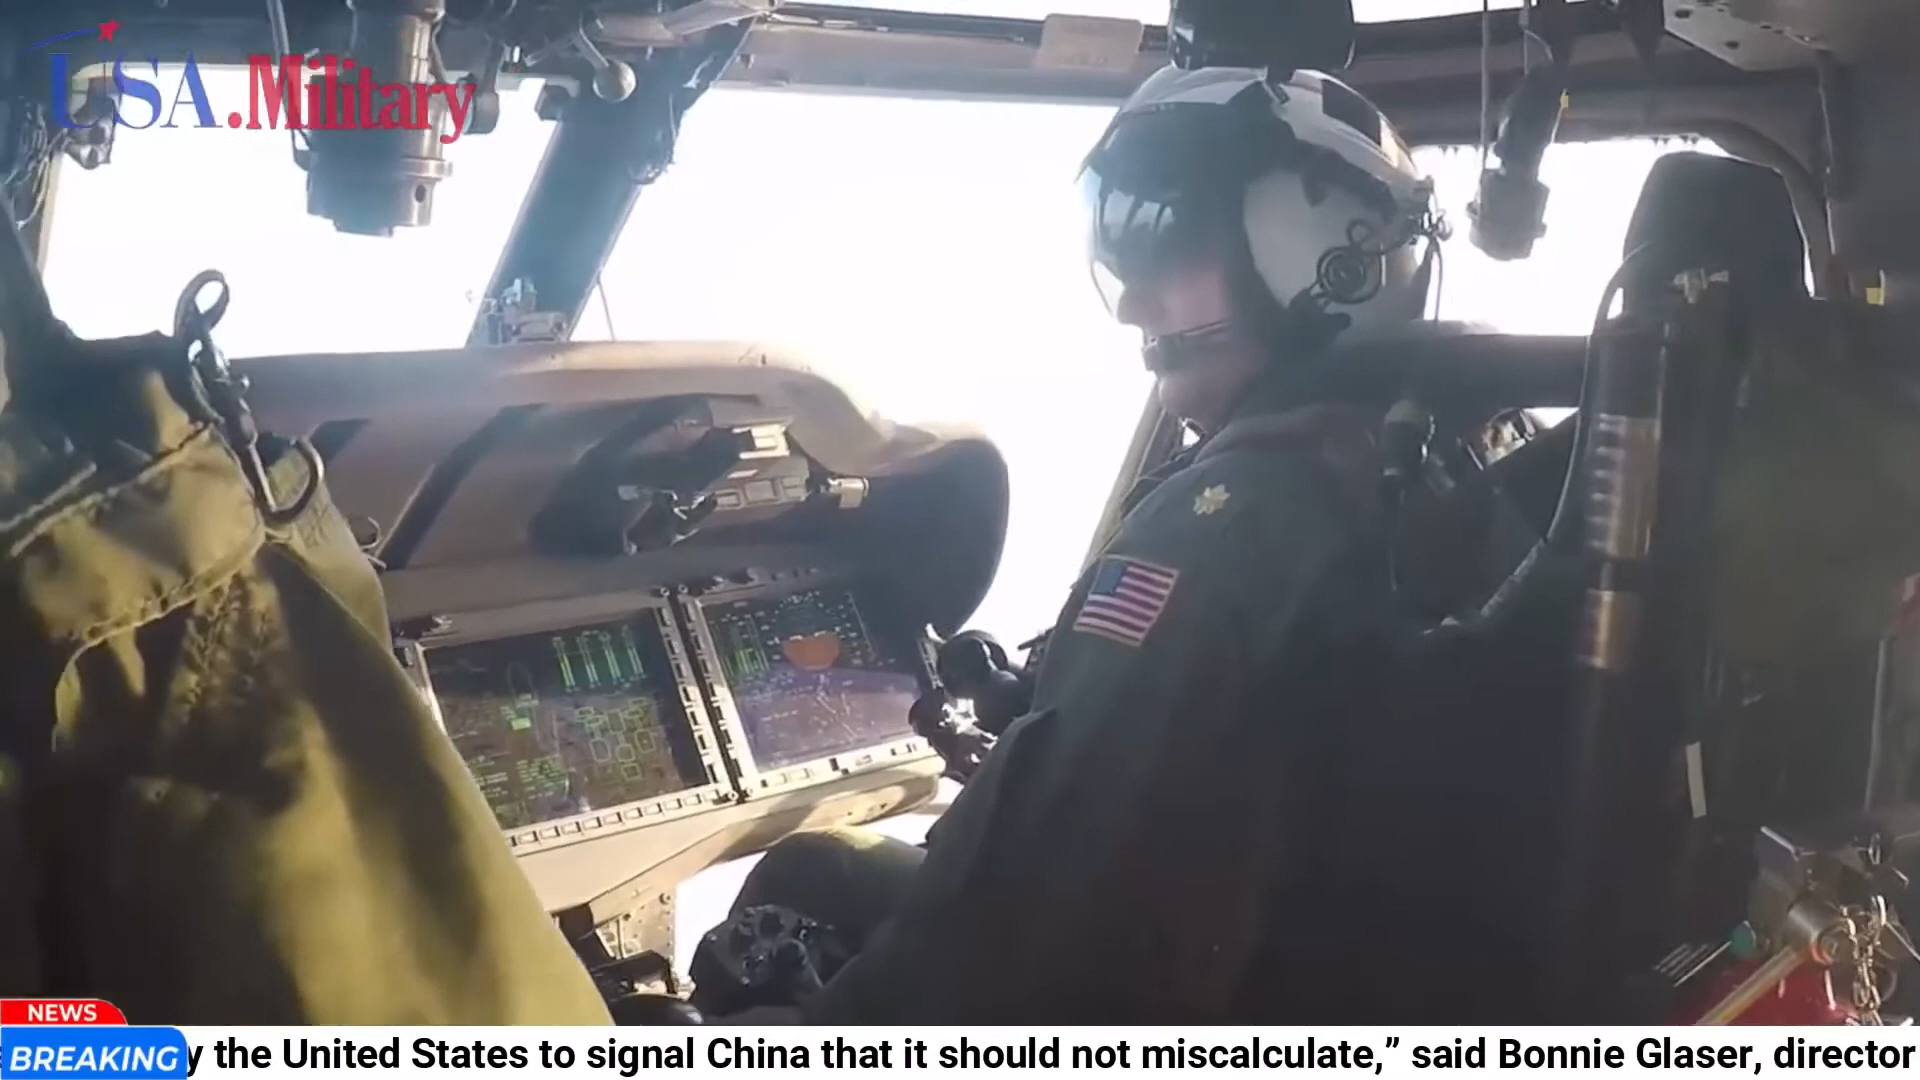 USA.Military
NEWS
BREAKING
y the United States to signal China that it should not miscalculate,” said Bonnie Glaser, director